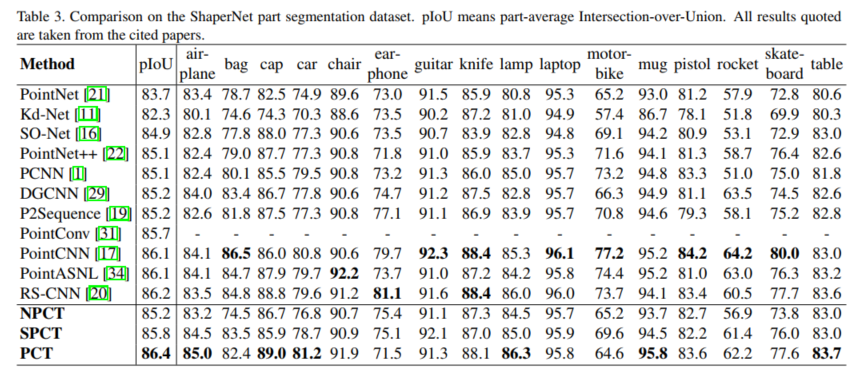 Table 3. Comparison on the ShaperNet part segmentation dataset. pIoU means part-average Intersection-over-Union. All results quoted
are taken from the cited papers.
Method pIoU air-plane bag cap car chair ear-phone guitar knife lamp laptop motor-bike mug pistol rocket skate-board table
PointNet [21] 83.7 83.4 78.7 82.5 74.9 89.6 73.0 91.5 85.9 80.8 95.3 65.2 93.0 81.2 57.9 72.8 80.6
Kd-Net [11] 82.3 80.1 74.6 74.3 70.3 88.6 73.5 90.2 87.2 81.0 94.9 57.4 86.7 78.1 51.8 69.9 80.3
SO-Net [16] 84.9 82.8 77.8 88.0 77.3 90.6 73.5 90.7 83.9 82.8 94.8 69.1 94.2 80.9 53.1 72.9 83.0
PointNet++ [22] 85.1 82.4 79.0 87.7 77.3 90.8 71.8 91.0 85.9 83.7 95.3 71.6 94.1 81.3 58.7 76.4 82.6
PCNN [1] 85.1 82.4 80.1 85.5 79.5 90.8 73.2 91.3 86.0 85.0 95.7 73.2 94.8 83.3 51.0 75.0 81.8
DGCNN [29] 85.2 84.0 83.4 86.7 77.8 90.6 74.7 91.2 87.5 82.8 95.7 66.3 94.9 81.1 63.5 74.5 82.6
P2Sequence [19] 85.2 82.6 81.8 87.5 77.3 90.8 77.1 91.1 86.9 83.9 95.7 70.8 94.6 79.3 58.1 75.2 82.8
PointConv [31] 85.7 - - - - - - - - - - - - - - - -
PointCNN [17] 86.1 84.1 86.5 86.0 80.8 90.6 79.7 92.3 88.4 85.3 96.1 77.2 95.2 84.2 64.2 80.0 83.0
PointASNL [34] 86.1 84.1 84.7 87.9 79.7 92.2 73.7 91.0 87.2 84.2 95.8 74.4 95.2 81.0 63.0 76.3 83.2
RS-CNN [20] 86.2 83.5 84.8 88.8 79.6 91.2 81.1 91.6 88.4 86.0 96.0 73.7 94.1 83.4 60.5 77.7 83.6
NPCT 85.2 83.2 74.5 86.7 76.8 90.7 75.4 91.1 87.3 84.5 95.7 65.2 93.7 82.7 56.9 73.8 83.0
SPCT 85.8 84.5 83.5 85.9 78.7 90.9 75.1 92.1 87.0 85.0 95.9 69.6 94.5 82.2 61.4 76.0 83.0
PCT 86.4 85.0 82.4 89.0 81.2 91.9 71.5 91.3 88.1 86.3 95.8 64.6 95.8 83.6 62.2 77.6 83.7